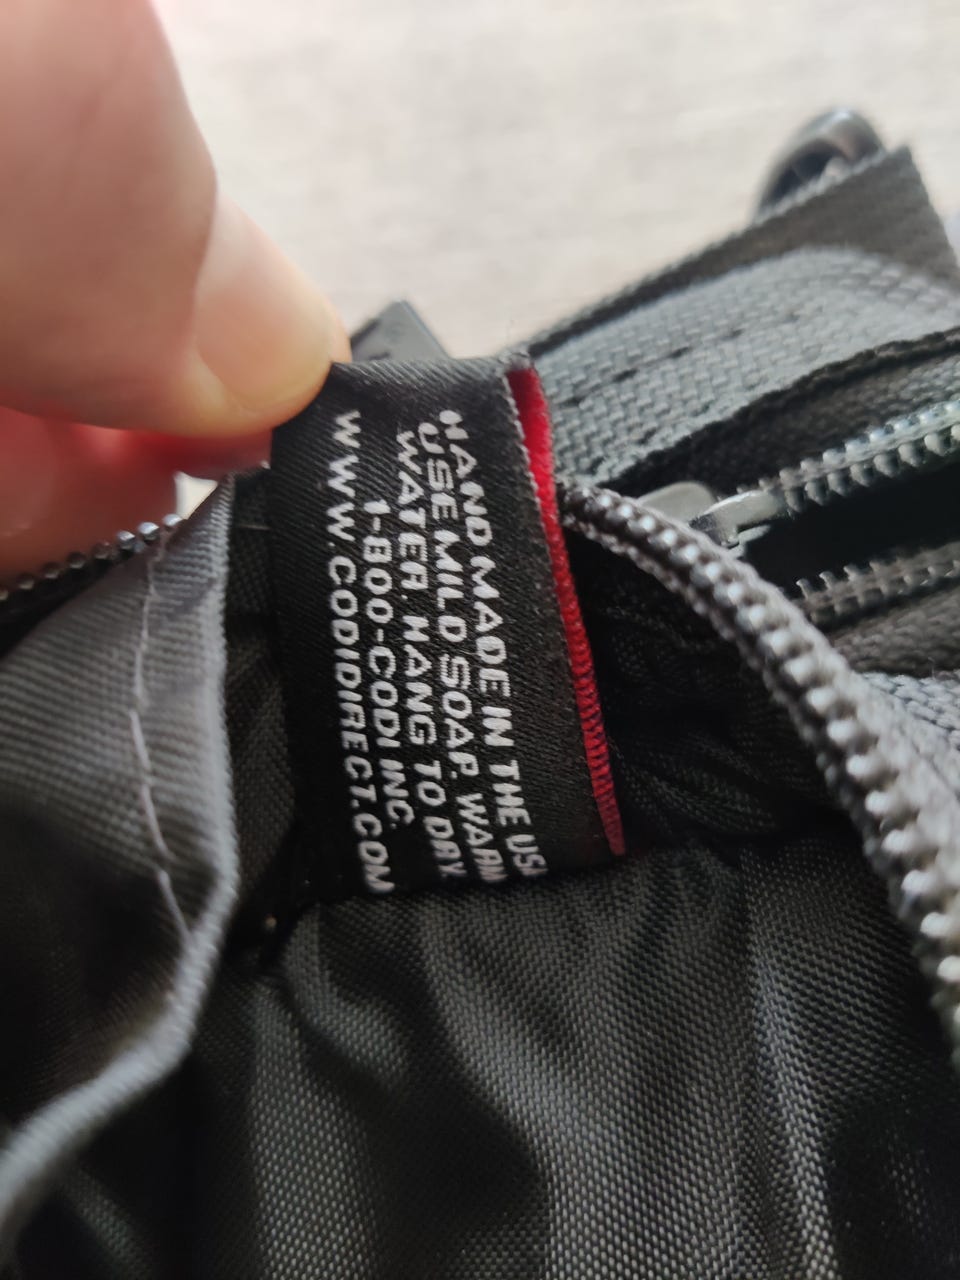 HAND MADE IN THE USA
USE MILD SOAP. WARM
WATER. HANG TO DRY.
1-800-CODI INC.
WWW.CODIDIRECT.COM